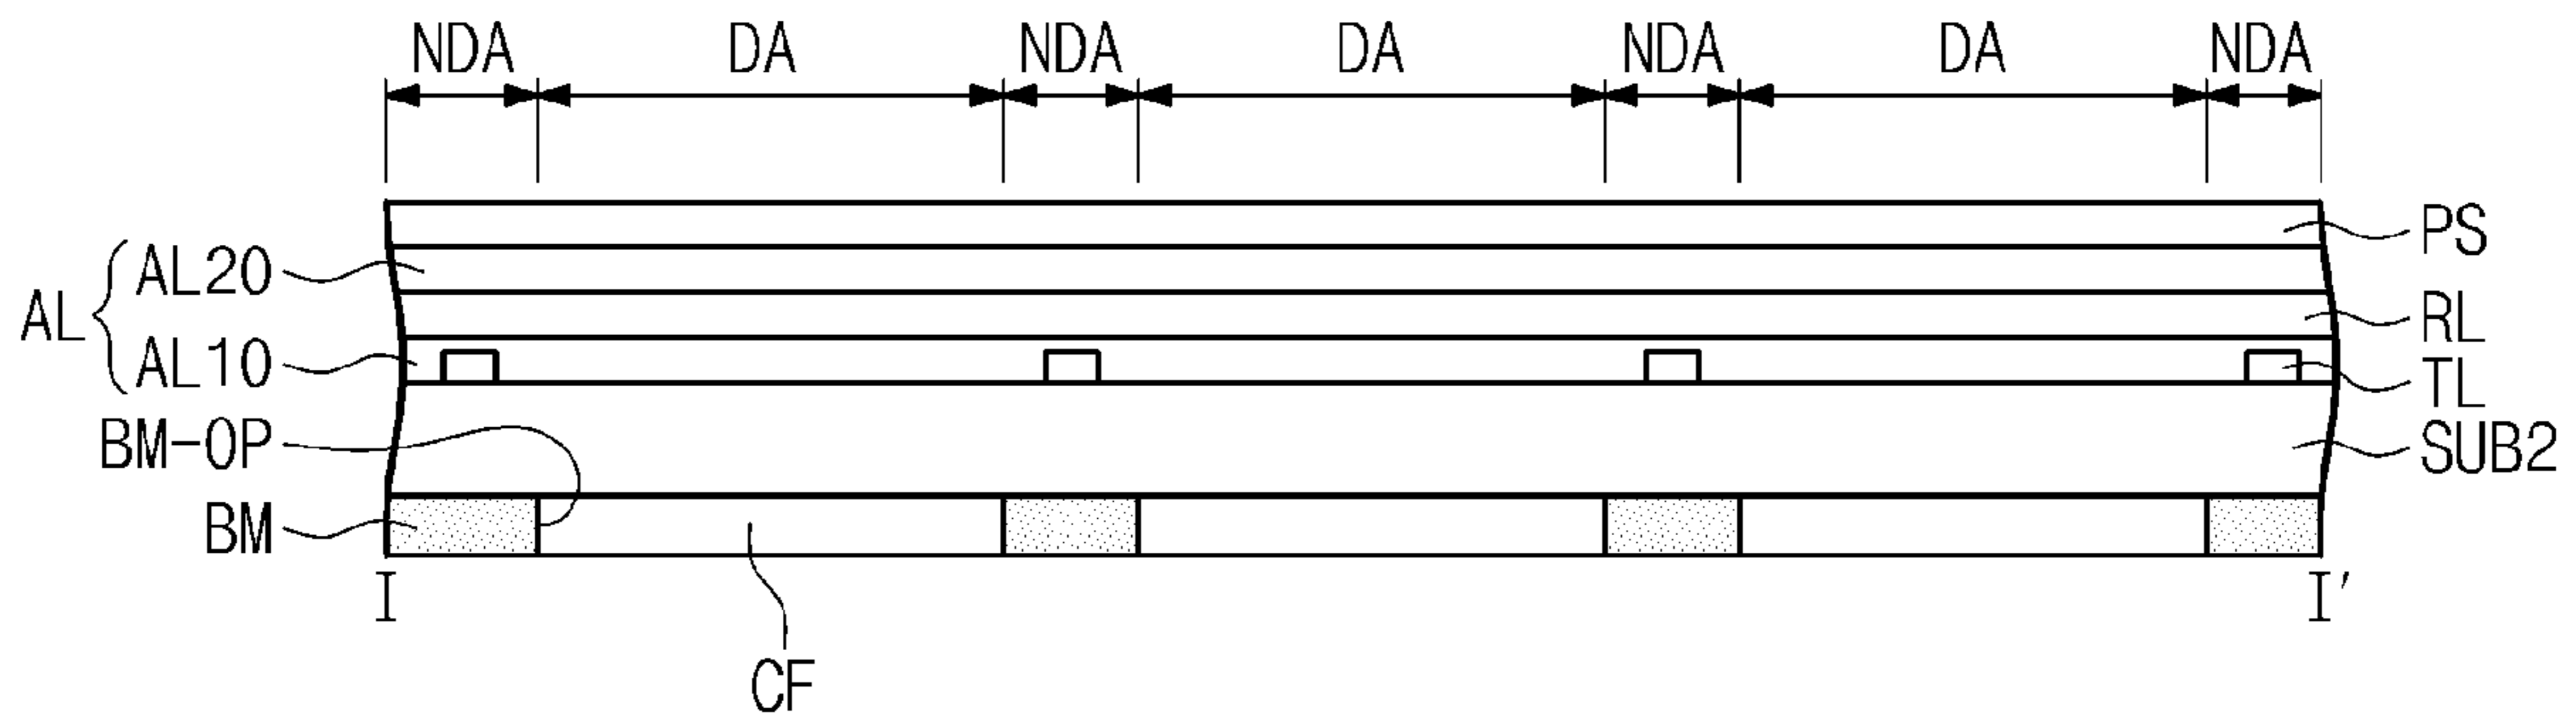 NDA DA NDA DA NDA DA NDA
PS
AL20
AL
RL
AL10
TL
BM-OP
SUB2
BM
I I'
CF